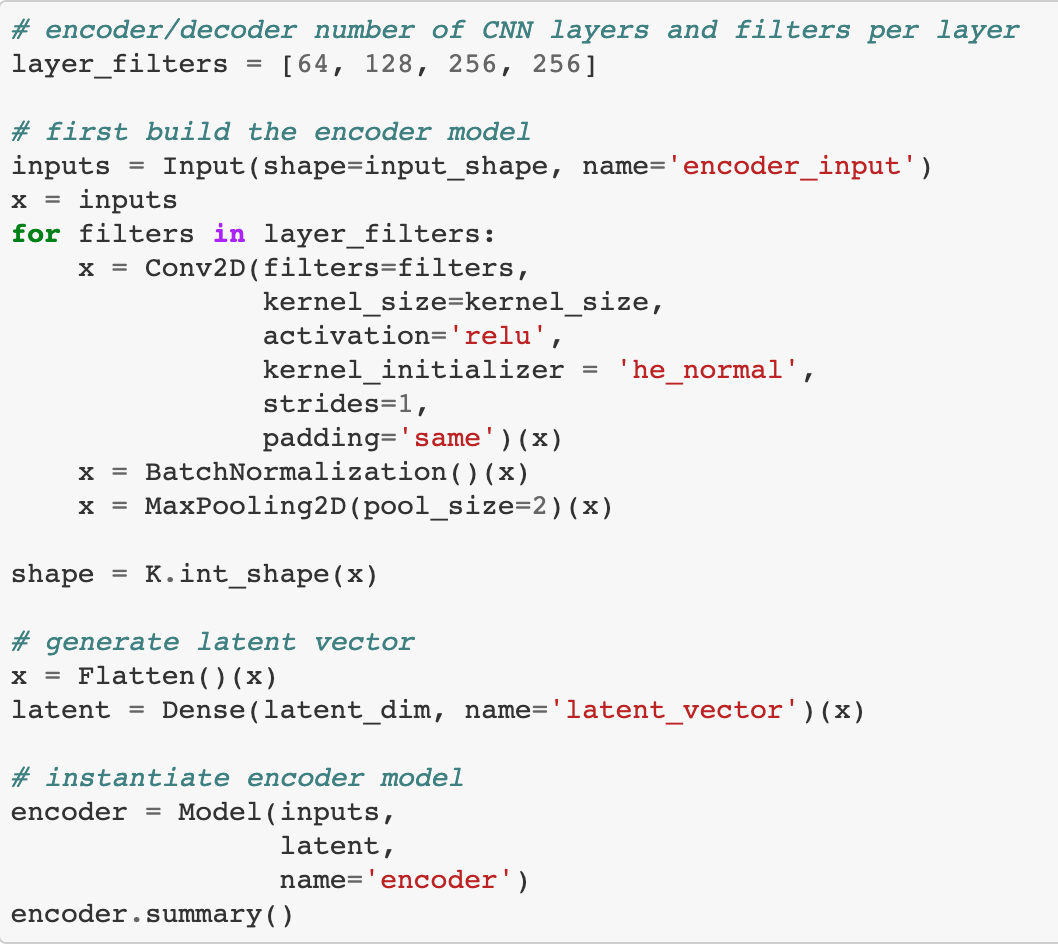 # encoder/decoder number of CNN layers and filters per layer
layer_filters = [64, 128, 256, 256]

# first build the encoder model
inputs = Input(shape=input_shape, name='encoder_input')
x = inputs
for filters in layer_filters:
    x = Conv2D(filters=filters,
               kernel_size=kernel_size,
               activation='relu',
               kernel_initializer = 'he_normal',
               strides=1,
               padding='same')(x)
    x = BatchNormalization()(x)
    x = MaxPooling2D(pool_size=2)(x)

shape = K.int_shape(x)

# generate latent vector
x = Flatten()(x)
latent = Dense(latent_dim, name='latent_vector')(x)

# instantiate encoder model
encoder = Model(inputs,
                latent,
                name='encoder')
encoder.summary()